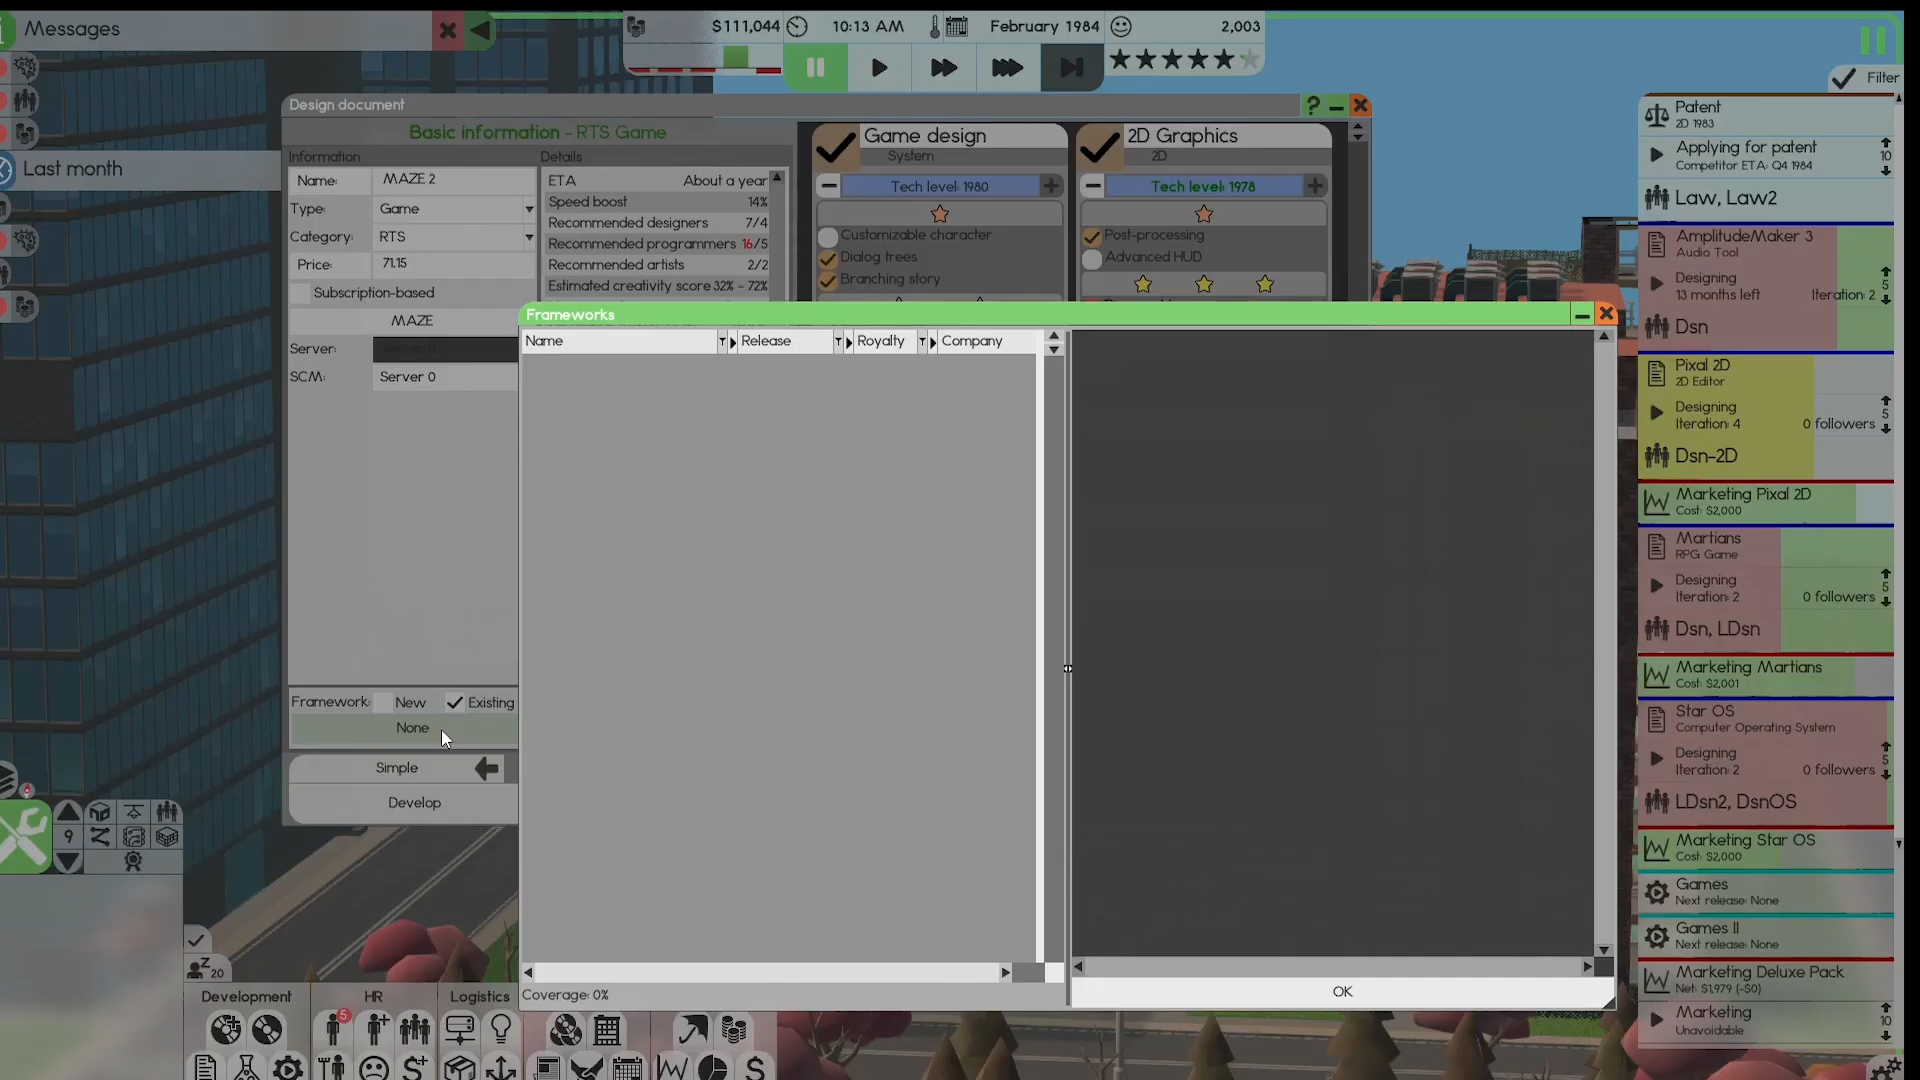 Messages
$111,044
10:13 AM
February 1984
2,003
Filter
Last month
Design document
?
Basic information - RTS Game
Information
Name: MAZE 2
Type: Game
Category: RTS
Price: 71.15
Subscription-based
MAZE
Server:
SCM: Server 0
Details
ETA About a year
Speed boost 14%
Recommended designers 7/4
Recommended programmers 16/5
Recommended artists 2/2
Estimated creativity score 32% - 72%
Game design
System
Tech level: 1980
Customizable character
Dialog trees
Branching story
2D Graphics
2D
Tech level: 1978
Post-processing
Advanced HUD
Framework: New Existing
None
Simple
Develop
Frameworks
Name Release Royalty Company
Coverage: 0%
OK
Patent
2D 1983
Applying for patent
Competitor ETA: Q4 1984
10
Law, Law2
AmplitudeMaker 3
Audio Tool
Designing
13 months left Iteration: 2
5
Dsn
Pixal 2D
2D Editor
Designing
Iteration: 4 0 followers
5
Dsn-2D
Marketing Pixal 2D
Cost: $2,000
Martians
RPG Game
Designing
Iteration: 2 0 followers
5
Dsn, LDsn
Marketing Martians
Cost: $2,001
Star OS
Computer Operating System
Designing
Iteration: 2 0 followers
5
LDsn2, DsnOS
Marketing Star OS
Cost: $2,000
Games
Next release: None
Games II
Next release: None
Marketing Deluxe Pack
Net: $1,979 (-$0)
Marketing
Unavoidable
10
9
Z 20
Development
HR
Logistics
5